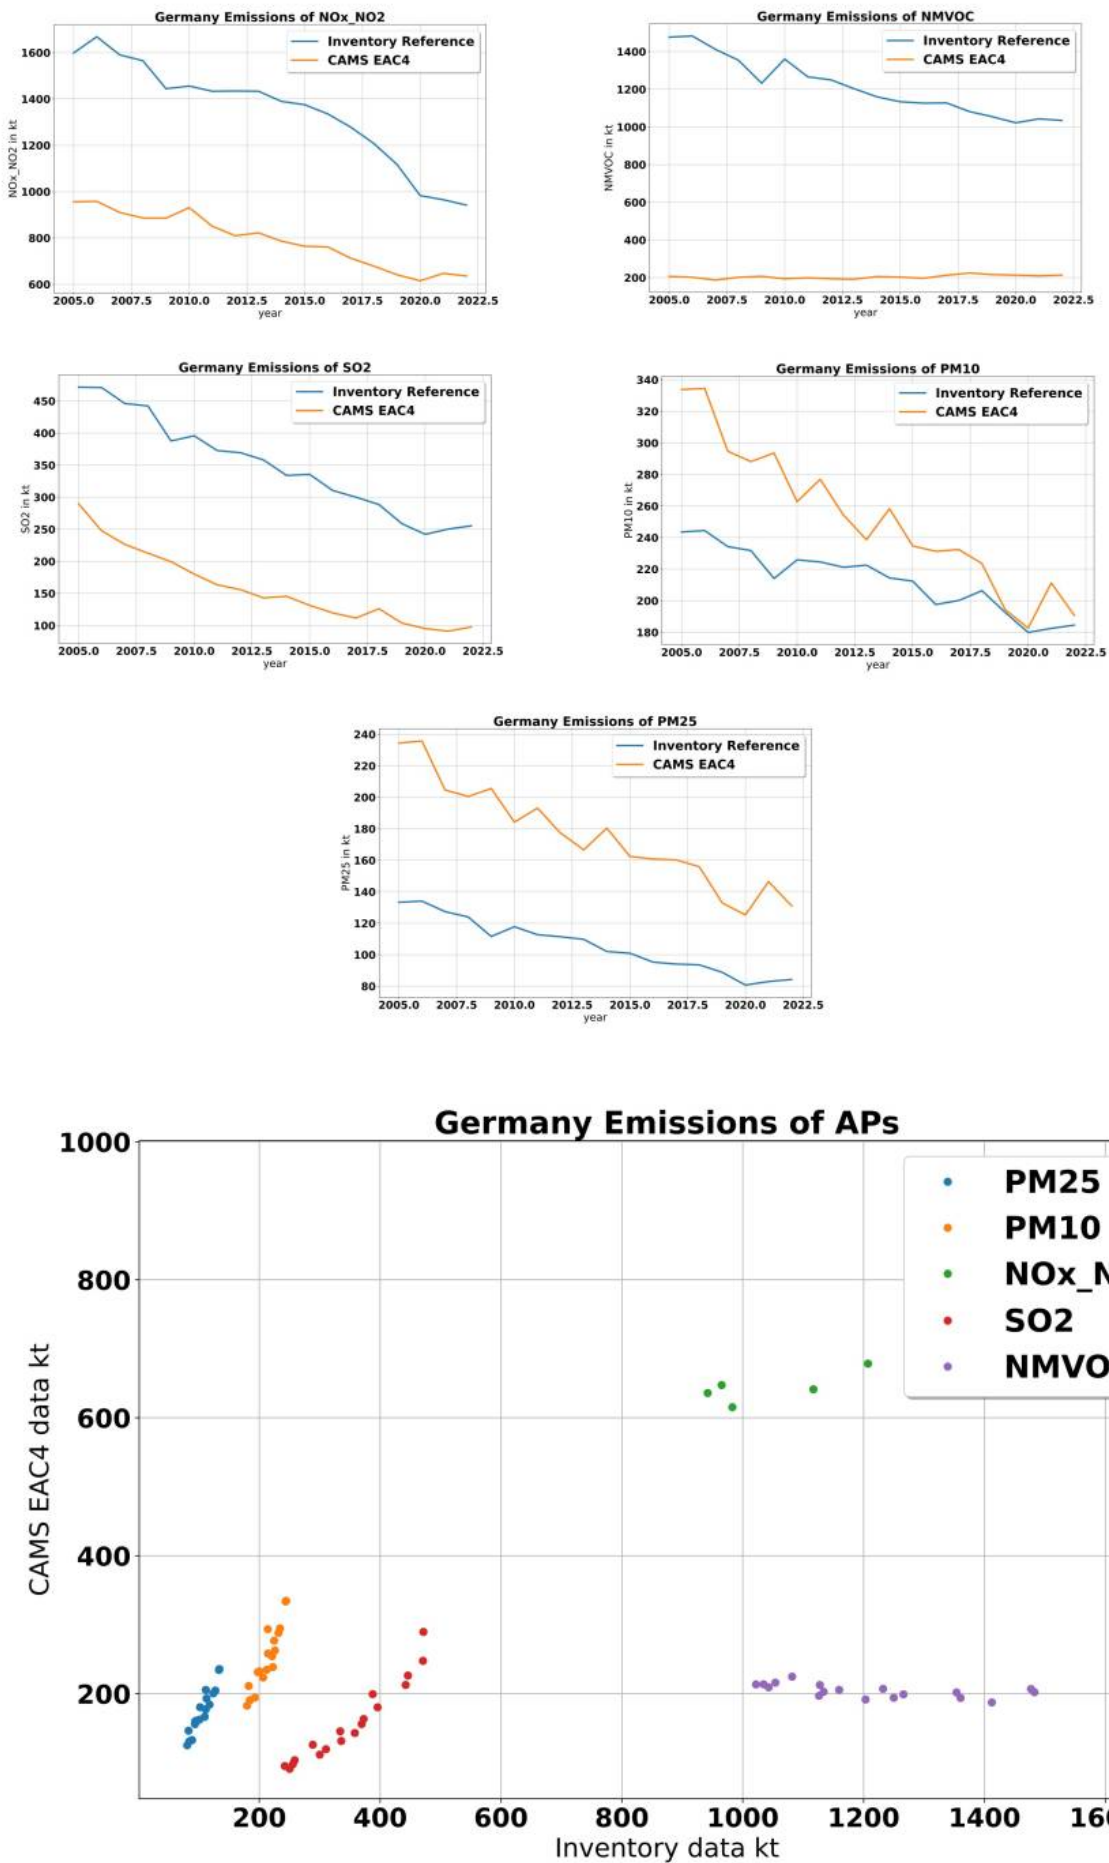 Germany Emissions of NOx_NO2
Inventory Reference
CAMS EAC4
1600
1400
1200
1000
800
600
NOx_NO2 in kt
2005.0 2007.5 2010.0 2012.5 2015.0 2017.5 2020.0 2022.5
year
Germany Emissions of NMVOC
Inventory Reference
CAMS EAC4
1400
1200
1000
800
600
400
200
NMVOC in kt
2005.0 2007.5 2010.0 2012.5 2015.0 2017.5 2020.0 2022.5
year
Germany Emissions of SO2
Inventory Reference
CAMS EAC4
450
400
350
300
250
200
150
100
SO2 in kt
2005.0 2007.5 2010.0 2012.5 2015.0 2017.5 2020.0 2022.5
year
Germany Emissions of PM10
Inventory Reference
CAMS EAC4
340
320
300
280
260
240
220
200
180
PM10 in kt
2005.0 2007.5 2010.0 2012.5 2015.0 2017.5 2020.0 2022.5
year
Germany Emissions of PM25
Inventory Reference
CAMS EAC4
240
220
200
180
160
140
120
100
80
PM25 in kt
2005.0 2007.5 2010.0 2012.5 2015.0 2017.5 2020.0 2022.5
year
Germany Emissions of APs
PM25
PM10
NOx_N
SO2
NMVO
1000
800
600
400
200
CAMS EAC4 data kt
200 400 600 800 1000 1200 1400 160
Inventory data kt